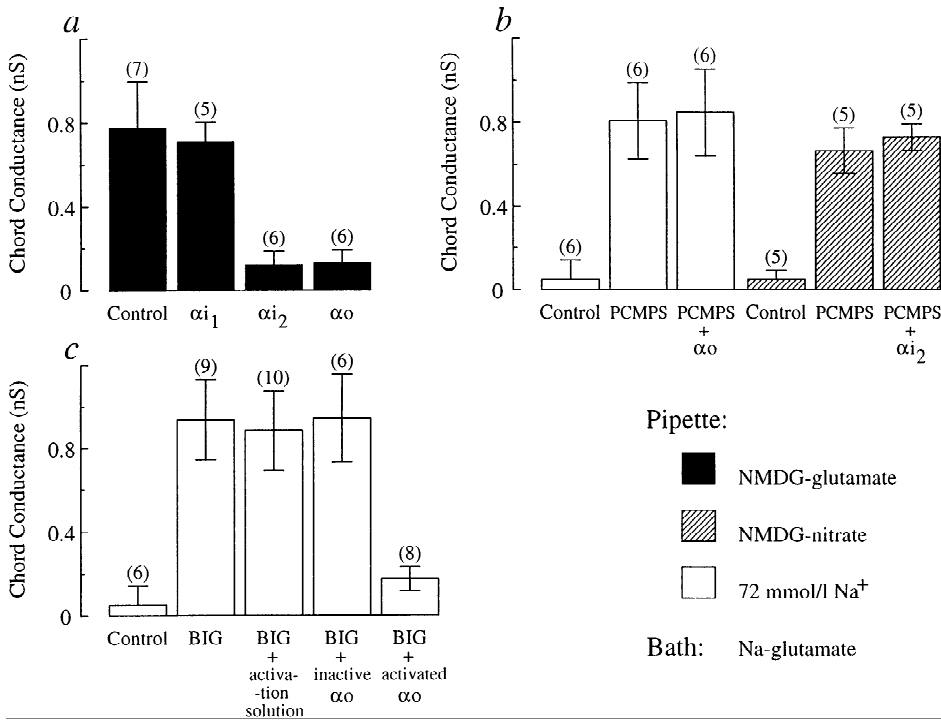 a
Chord Conductance (nS)
0.8
0.4
0
(7)
(5)
(6)
(6)
Control αi1 αi2 αo
b
Chord Conductance (nS)
0.8
0.4
0
(6)
(6)
(6)
(5)
(5)
(5)
Control PCMPS PCMPS Control PCMPS PCMPS
+ +
αo αi2
c
Chord Conductance (nS)
0.8
0.4
0
(6)
(9)
(10)
(6)
(8)
Control BIG BIG BIG BIG
+ + +
activa- inactive activated
-tion αo αo
solution
Pipette:
NMDG-glutamate
NMDG-nitrate
72 mmol/l Na+
Bath: Na-glutamate